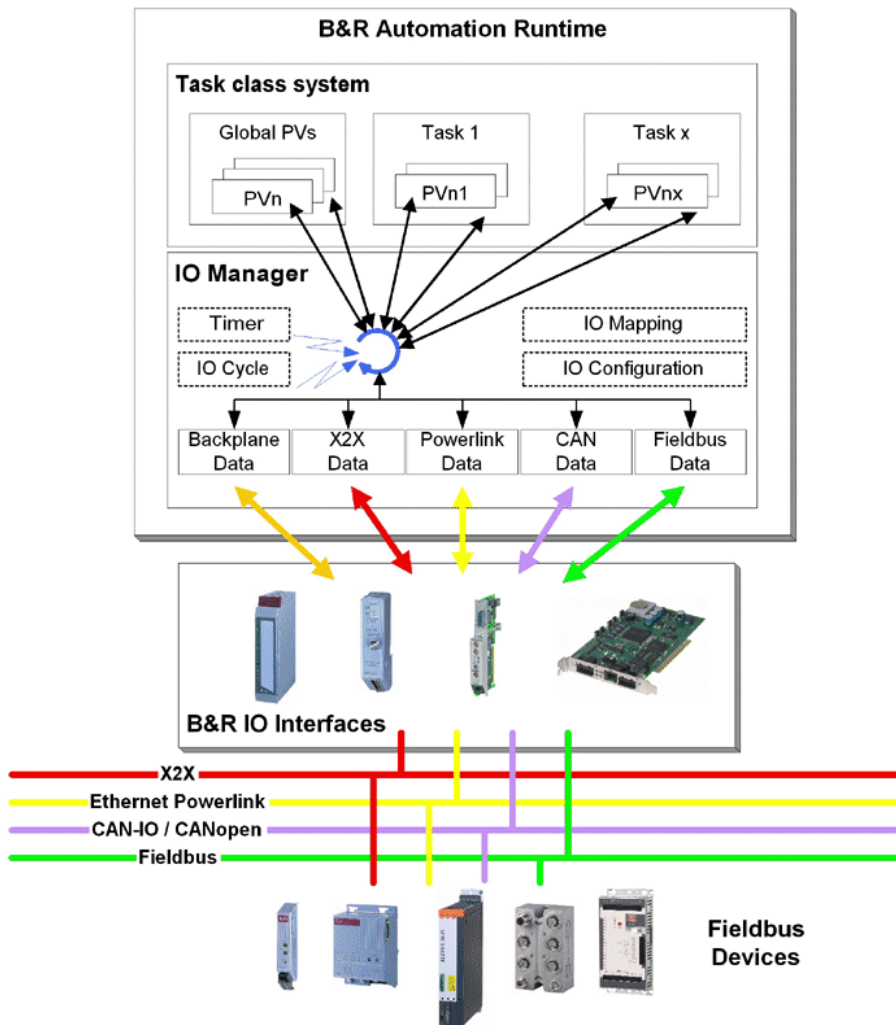 B&R Automation Runtime
Task class system
Global PVs
Task 1
Task x
PVn
PVn1
PVnx
IO Manager
Timer
IO Mapping
IO Cycle
IO Configuration
Backplane
Data
X2X
Data
Powerlink
Data
CAN
Data
Fieldbus
Data
B&R IO Interfaces
X2X
Ethernet Powerlink
CAN-IO / CANopen
Fieldbus
Fieldbus
Devices